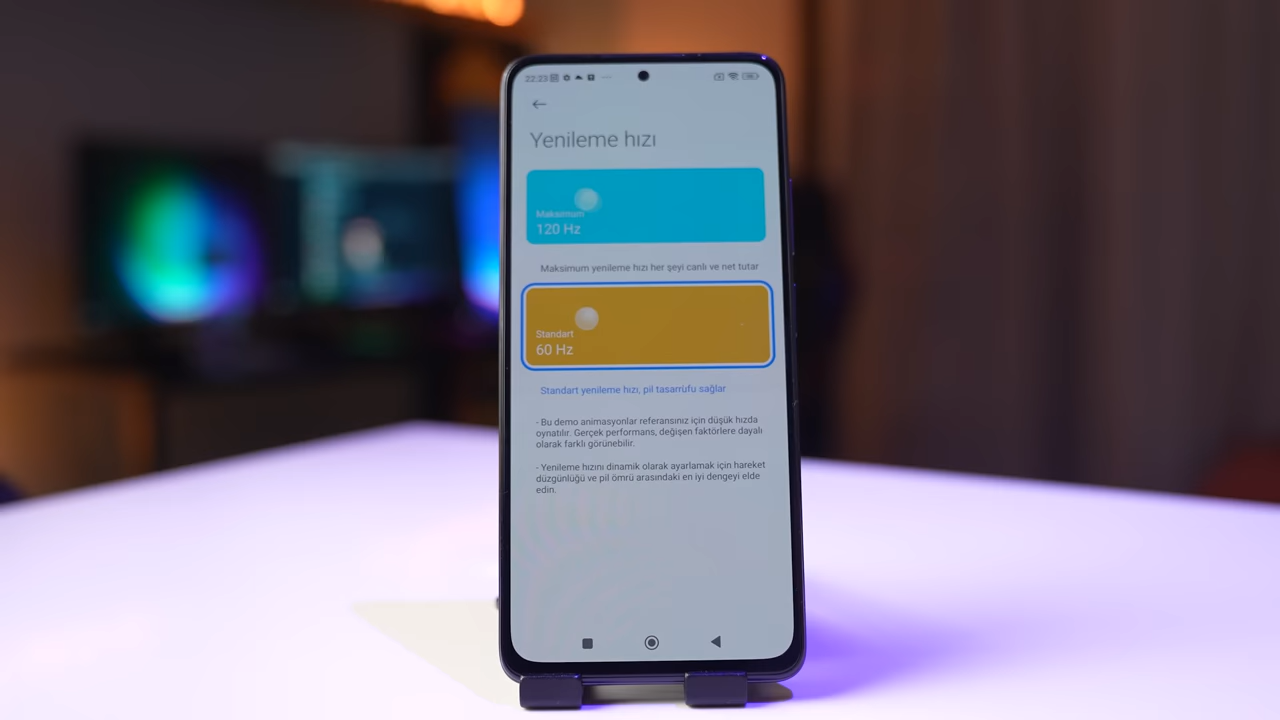 22:23
Yenileme hızı
Maksimum
120 Hz
Maksimum yenileme hızı her şeyi canlı ve net tutar
Standart
60 Hz
Standart yenileme hızı, pil tasarrufu sağlar
- Bu demo animasyonlar referansınız için düşük hızda
oynatılır. Gerçek performans, değişen faktörlere dayalı
olarak farklı görünebilir.
- Yenileme hızını dinamik olarak ayarlamak için hareket
düzgünlüğü ve pil ömrü arasındaki en iyi dengeyi elde
edin.